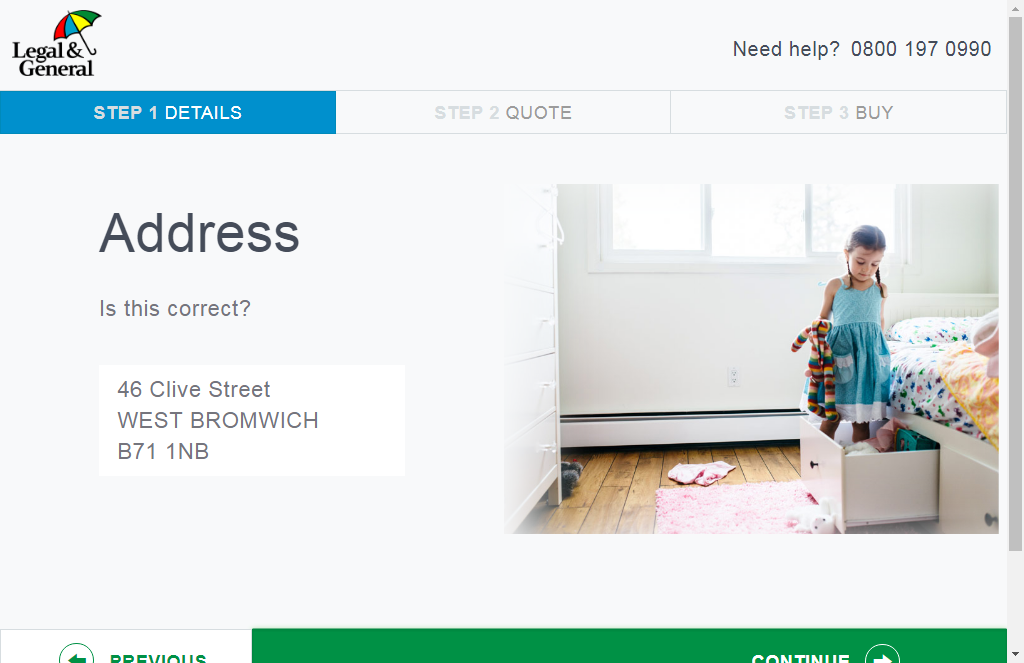 Legal &
General
Need help? 0800 197 0990
STEP 1 DETAILS
STEP 2 QUOTE
STEP 3 BUY
Address
Is this correct?
46 Clive Street
WEST BROMWICH
B71 1NB
PREVIOUS
CONTINUE